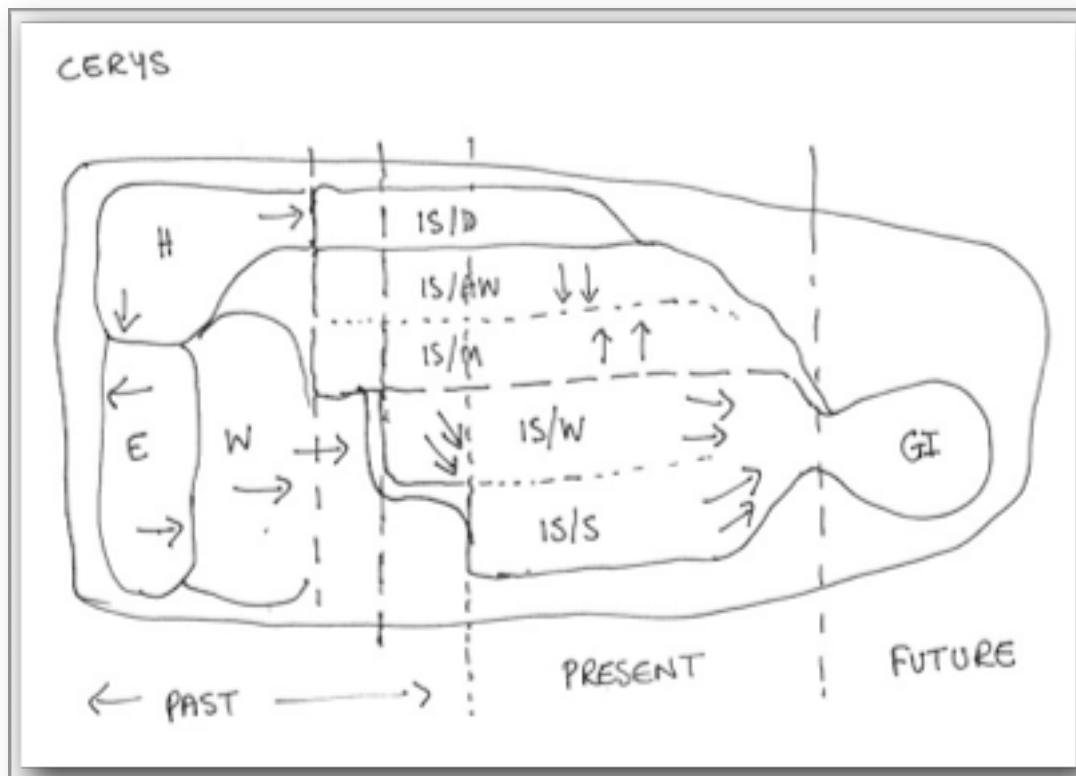 CERYS
H
IS/D
IS/AW
IS/M
E
W
IS/W
GI
IS/S
PAST
PRESENT
FUTURE